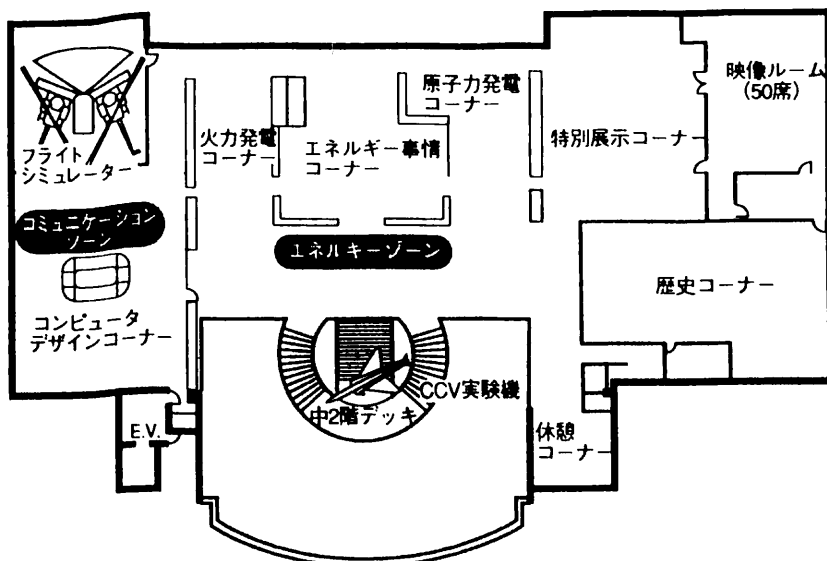 フライト
シミュレーター
コミュニケーション
ゾーン
コンピュータ
デザインコーナー
E.V.
火力発電
コーナー
エネルギー事情
コーナー
原子力発電
コーナー
エネルキーゾーン
特別展示コーナー
映像ルーム
(50席)
歴史コーナー
CCV実験機
中2階デッキ
休憩
コーナー